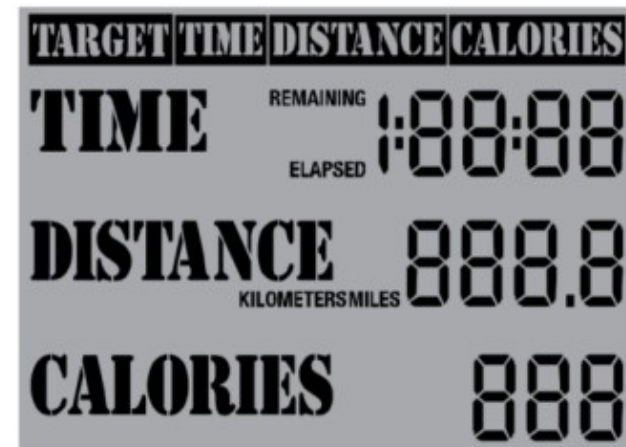 TARGET TIME DISTANCE CALORIES
TIME REMAINING ELAPSED 1:88:88
DISTANCE KILOMETERS MILES 888.8
CALORIES 888